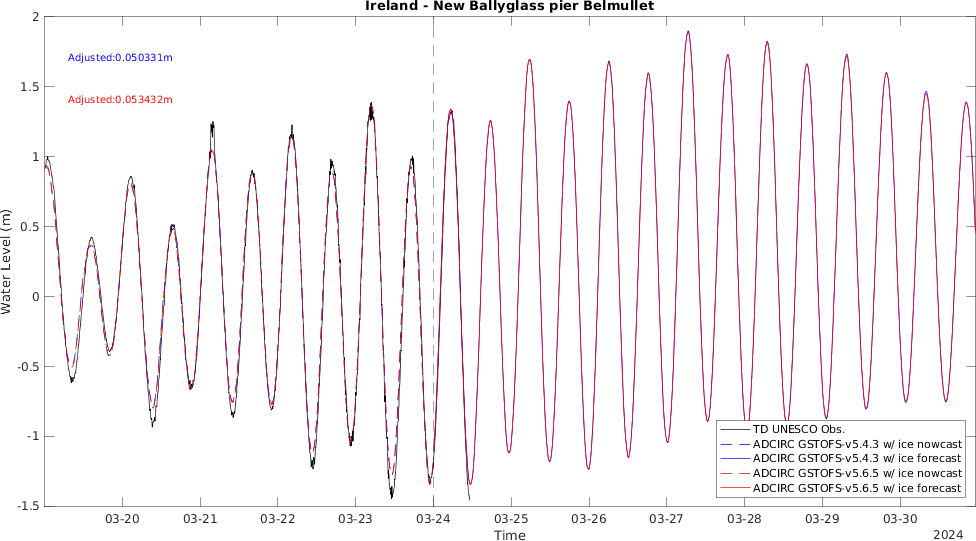 Ireland - New Ballyglass pier Belmullet
2
1.5
1
0.5
0
-0.5
-1
-1.5
Water Level (m)
Adjusted:0.050331m
Adjusted:0.053432m
TD UNESCO Obs.
ADCIRC GSTOFS-v5.4.3 w/ ice nowcast
ADCIRC GSTOFS-v5.4.3 w/ ice forecast
ADCIRC GSTOFS-v5.6.5 w/ ice nowcast
ADCIRC GSTOFS-v5.6.5 w/ ice forecast
03-20 03-21 03-22 03-23 03-24 03-25 03-26 03-27 03-28 03-29 03-30
Time
2024